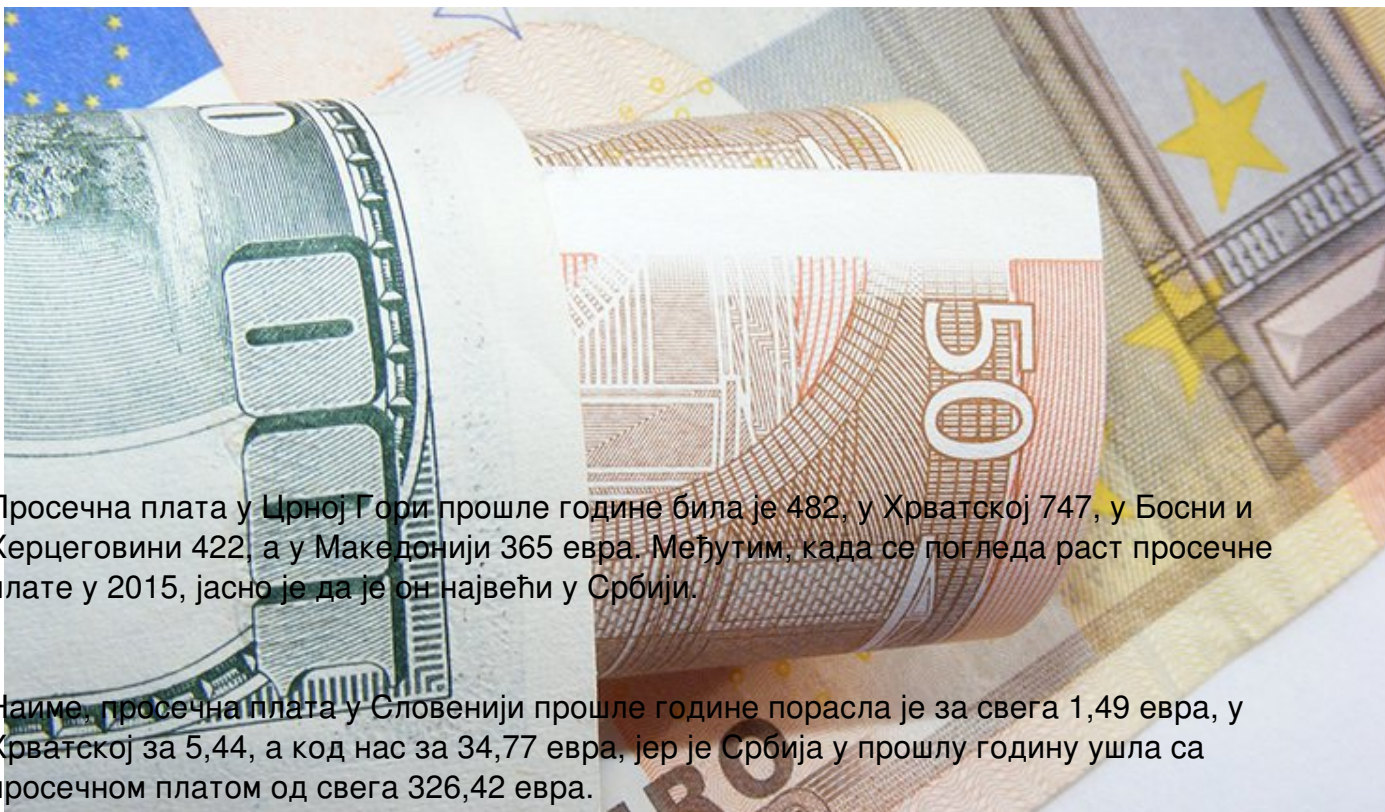 50
Просечна плата у Црној Гори прошле године била је 482, у Хрватској 747, у Босни и
Херцеговини 422, а у Македонији 365 евра. Међутим, када се погледа раст просечне
плате у 2015, јасно је да је он највећи у Србији.
Наиме, просечна плата у Словенији прошле године порасла је за свега 1,49 евра, у
Хрватској за 5,44, а код нас за 34,77 евра, јер је Србија у прошлу годину ушла са
просечном платом од свега 326,42 евра.